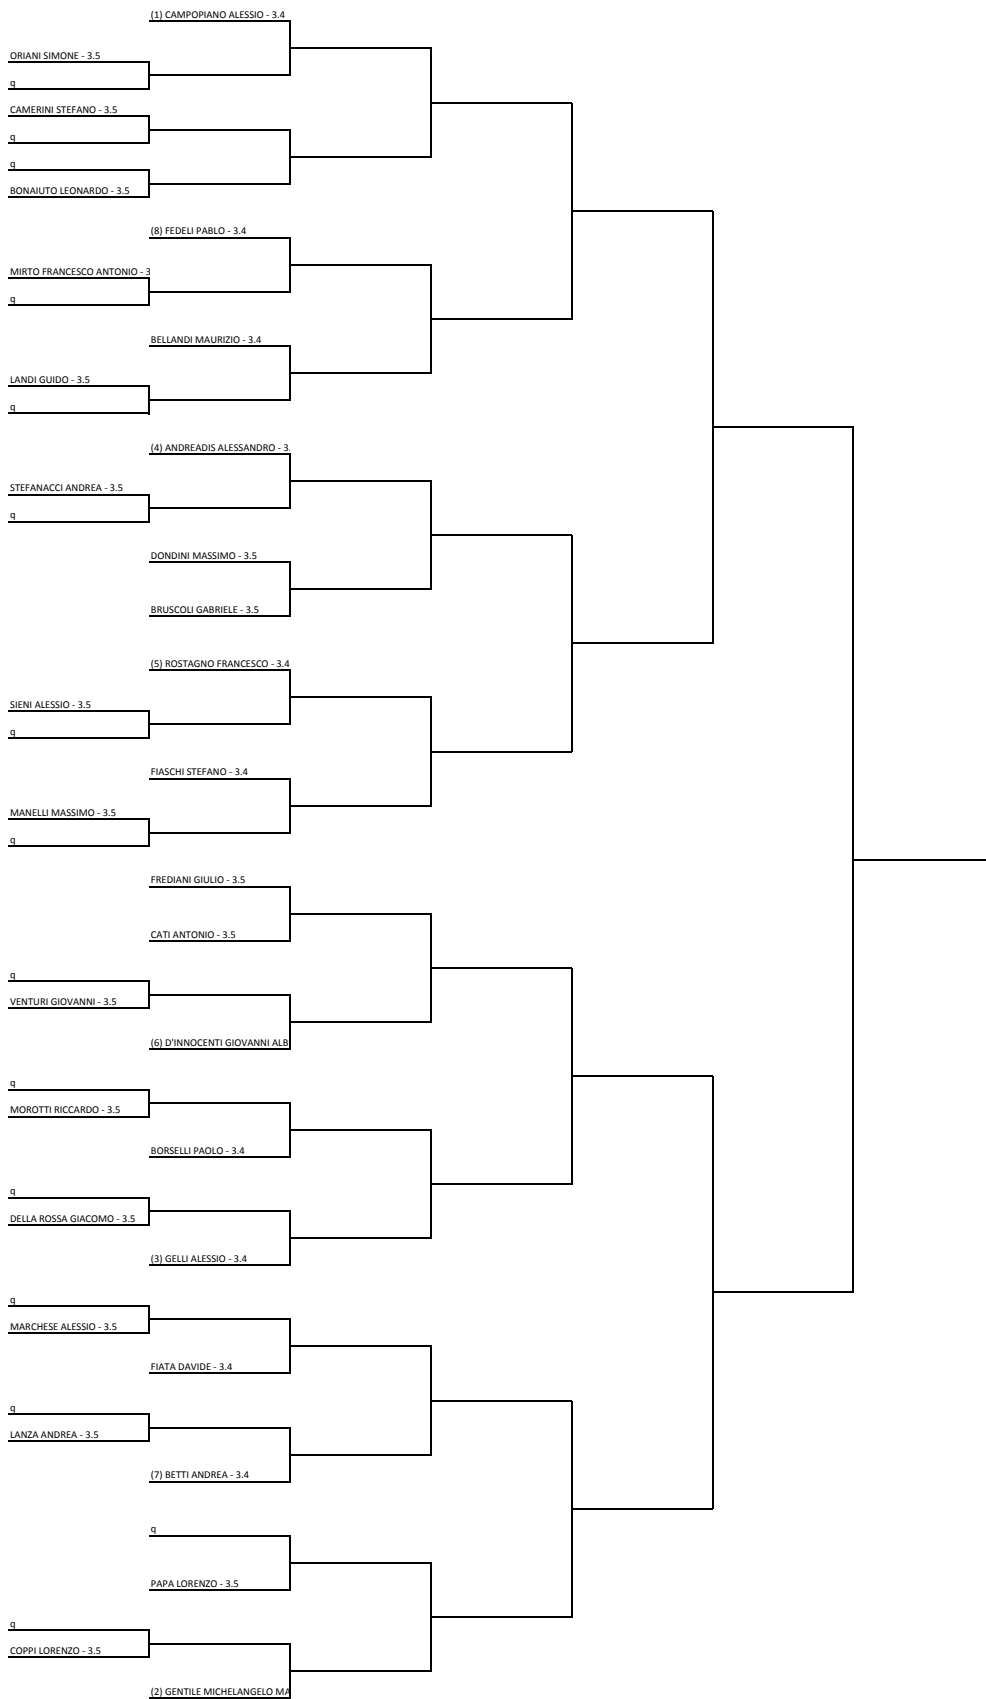 (1) CAMPOPIANO ALESSIO - 3.4
ORIANI SIMONE - 3.5
q
CAMERINI STEFANO - 3.5
q
q
BONAIUTO LEONARDO - 3.5
(8) FEDELI PABLO - 3.4
MIRTO FRANCESCO ANTONIO - 3
q
BELLANDI MAURIZIO - 3.4
LANDI GUIDO - 3.5
q
(4) ANDREADIS ALESSANDRO - 3.
STEFANACCI ANDREA - 3.5
q
DONDINI MASSIMO - 3.5
BRUSCOLI GABRIELE - 3.5
(5) ROSTAGNO FRANCESCO - 3.4
SIENI ALESSIO - 3.5
q
FIASCHI STEFANO - 3.4
MANELLI MASSIMO - 3.5
q
FREDIANI GIULIO - 3.5
CATI ANTONIO - 3.5
q
VENTURI GIOVANNI - 3.5
(6) D'INNOCENTI GIOVANNI ALB
q
MOROTTI RICCARDO - 3.5
BORSELLI PAOLO - 3.4
q
DELLA ROSSA GIACOMO - 3.5
(3) GELLI ALESSIO - 3.4
q
MARCHESE ALESSIO - 3.5
FIATA DAVIDE - 3.4
q
LANZA ANDREA - 3.5
(7) BETTI ANDREA - 3.4
q
PAPA LORENZO - 3.5
q
COPPI LORENZO - 3.5
(2) GENTILE MICHELANGELO MA